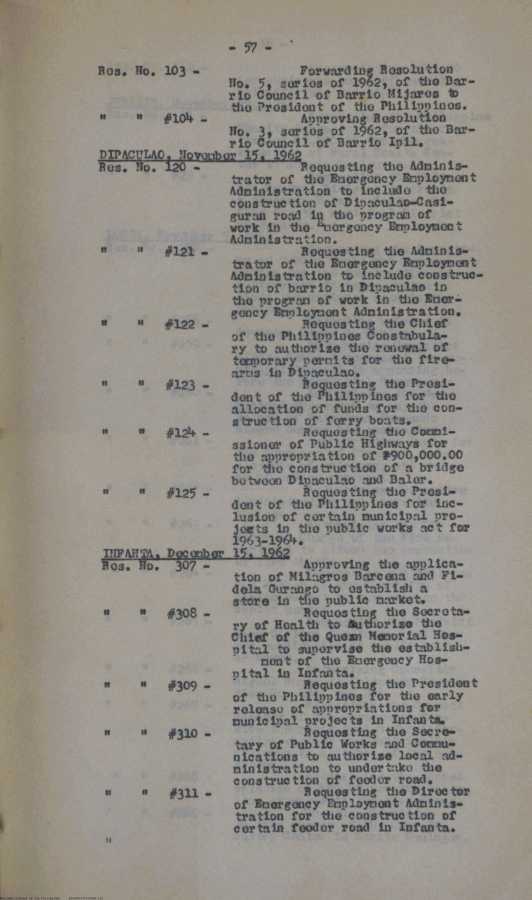 - 57 -
Res. No. 103 - Forwarding Resolution
No. 5, series of 1962, of the Bar-
rio Council of Barrio Mijares to
the President of the Philippines.
" " #104 - Approving Resolution
No. 3, series of 1962, of the Bar-
rio Council of Barrio Ipil.
DIPACULAO, November 15, 1962
Res. No. 120 - Requesting the Adminis-
trator of the Emergency Employment
Administration to include the
construction of Dipaculao-Casi-
guran road in the program of
work in the Emergency Employment
Administration.
" " #121 - Requesting the Adminis-
trator of the Emergency Employment
Administration to include construc-
tion of barrio in Dipaculao in
the program of work in the Emer-
gency Employment Administration.
" " #122 - Requesting the Chief
of the Philippines Constabula-
ry to authorize the renewal of
temporary permits for the fire-
arms in Dipaculao.
" " #123 - Requesting the Presi-
dent of the Philippines for the
allocation of funds for the con-
struction of ferry boats.
" " #124 - Requesting the Commi-
ssioner of Public Highways for
the appropriation of ₱900,000.00
for the construction of a bridge
between Dipaculao and Baler.
" " #125 - Requesting the Presi-
dent of the Philippines for inc-
lusion of certain municipal pro-
jects in the public works act for
1963-1964.
INFANTA, December 15, 1962
Res. No. 307 - Approving the applica-
tion of Milagros Barcena and Fi-
dela Gurango to establish a
store in the public market.
" " #308 - Requesting the Secreta-
ry of Health to authorize the
Chief of the Quezon Memorial Hos-
pital to supervise the establish-
ment of the Emergency Hos-
pital in Infanta.
" " #309 - Requesting the President
of the Philippines for the early
release of appropriations for
municipal projects in Infanta.
" " #310 - Requesting the Secre-
tary of Public Works and Commu-
nications to authorize local ad-
ministration to undertake the
construction of feeder road.
" " #311 - Requesting the Director
of Emergency Employment Adminis-
tration for the construction of
certain feeder road in Infanta.
"